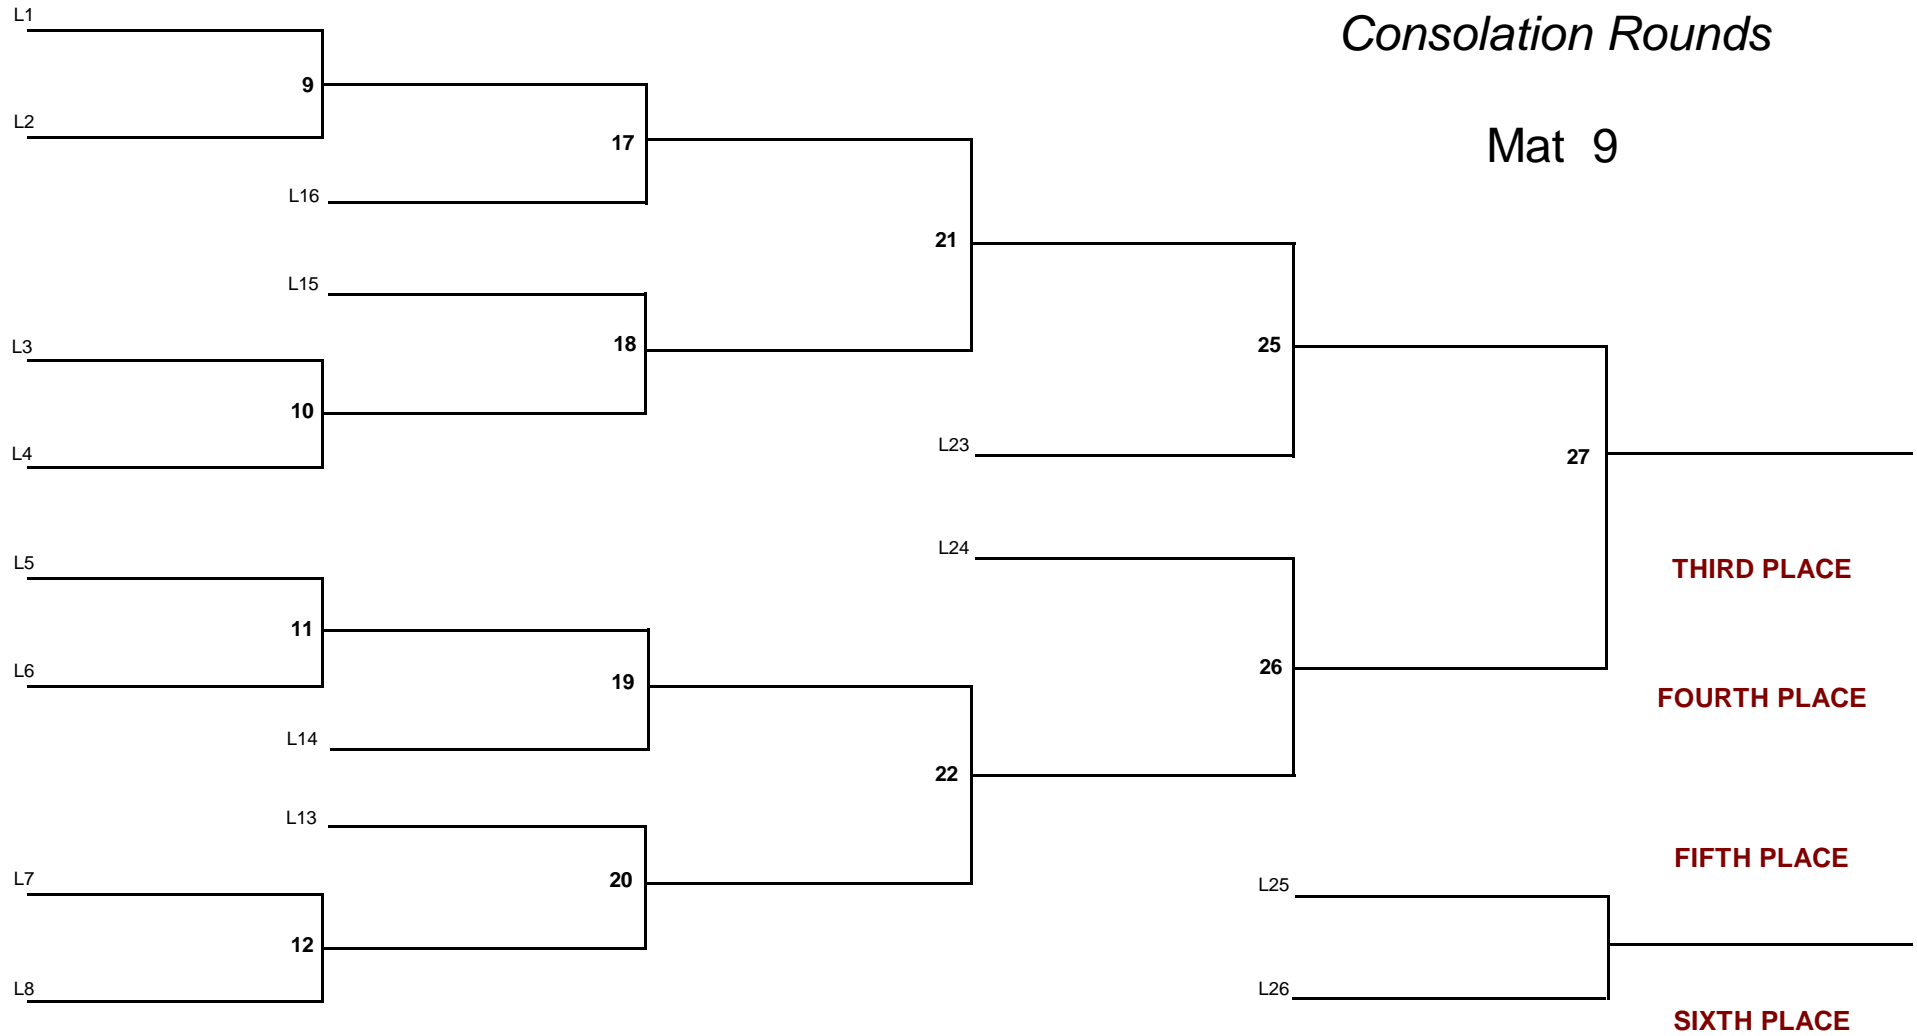 L1
Consolation Rounds
9
L2
Mat 9
17
L16
21
L15
L3
18
25
10
L23
L4
27
L24
L5
THIRD PLACE
11
L6
26
19
FOURTH PLACE
L14
22
L13
FIFTH PLACE
L7
20
L25
12
L8
L26
SIXTH PLACE